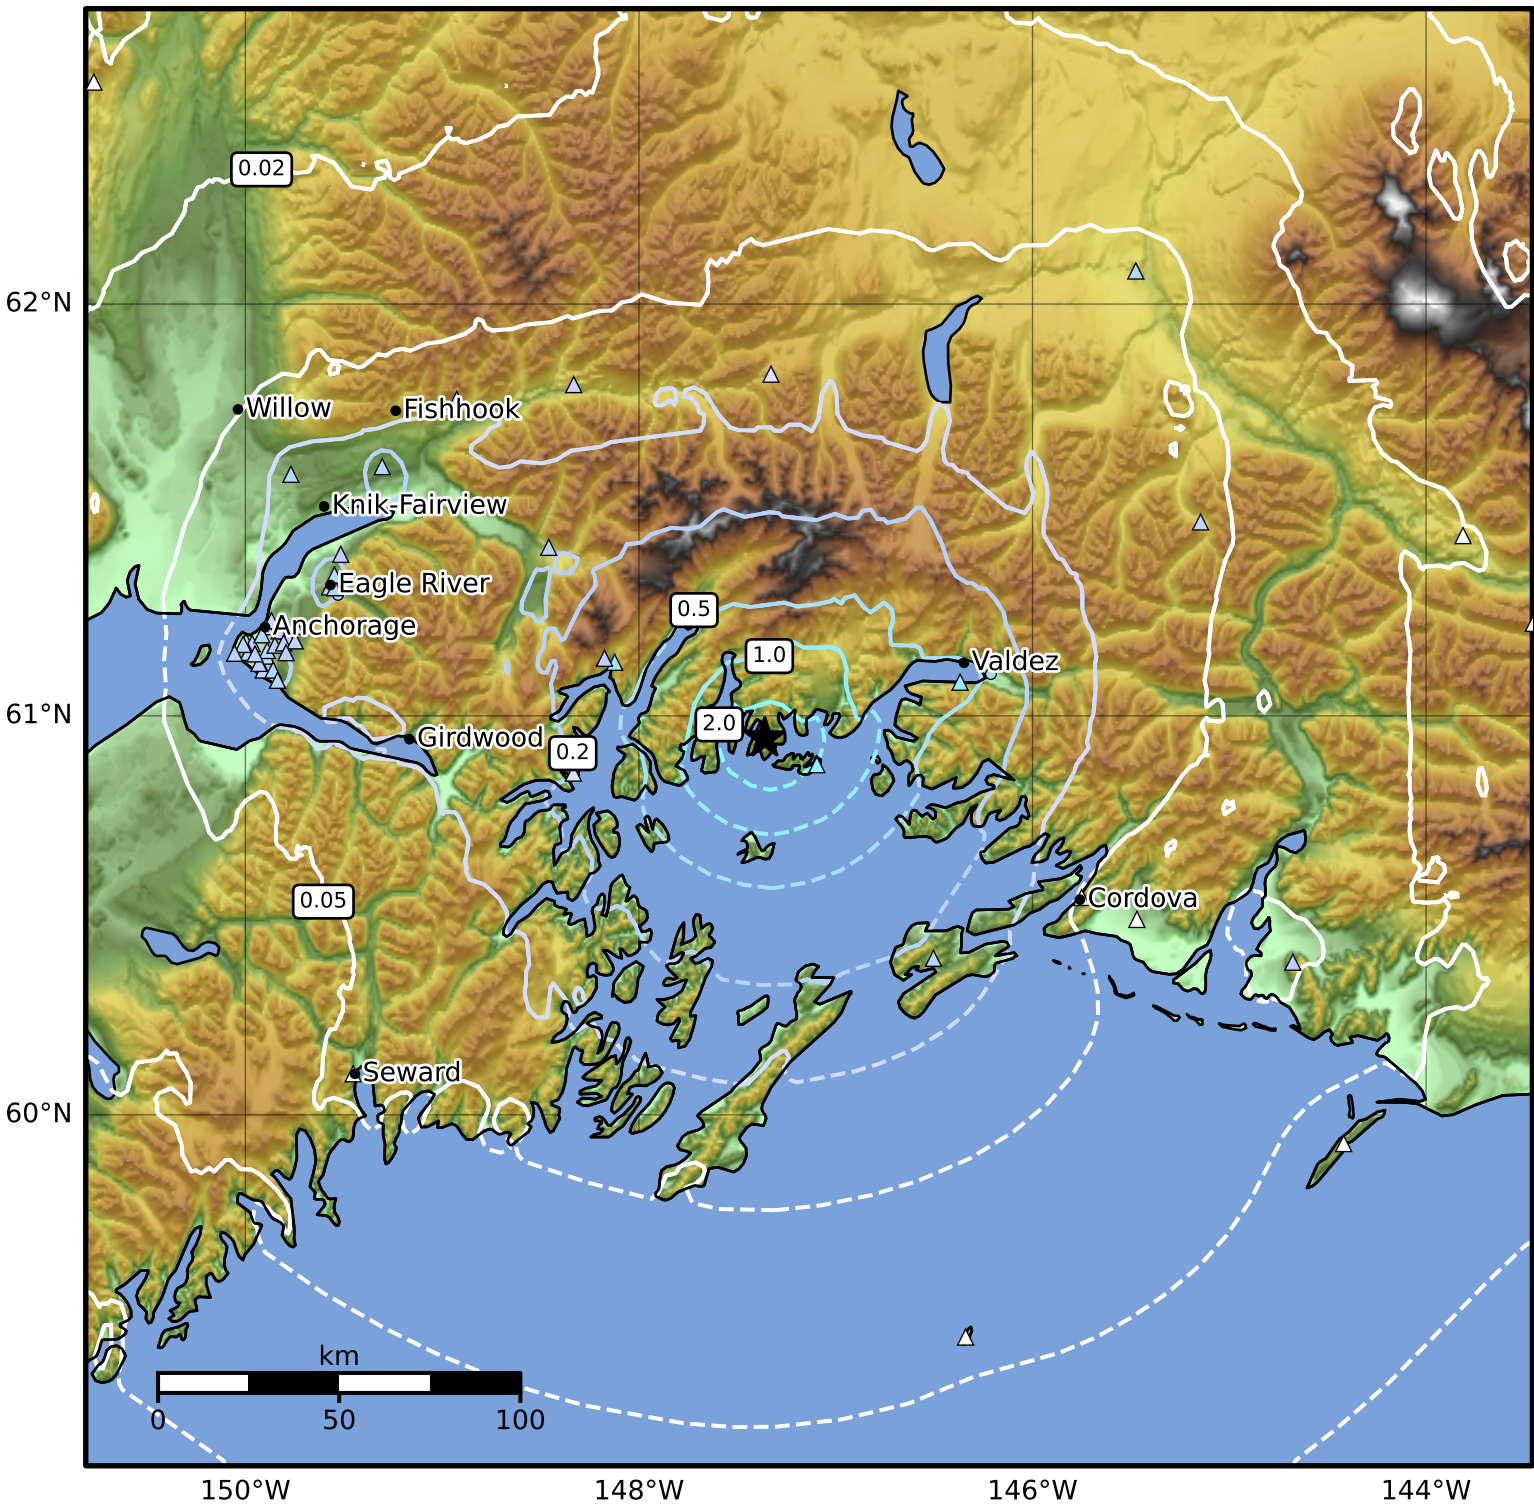 0.02
62°N
Willow
Fishhook
Knik-Fairview
Eagle River
0.5
Anchorage
1.0
Valdez
61°N
2.0
Girdwood
0.2
0.05
Cordova
Seward
60°N
km
0 50 100
150°W 148°W 146°W 144°W